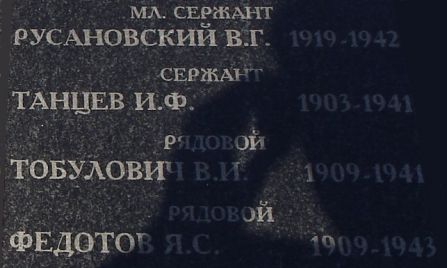 МЛ. СЕРЖАНТ
РУСАНОВСКИЙ В.Г. 1919-1942
СЕРЖАНТ
ТАНЦЕВ И.Ф. 1903-1941
РЯДОВОЙ
ТОБУЛОВИЧ В.И. 1909-1941
РЯДОВОЙ
ФЕДОТОВ Я.С. 1909-1943